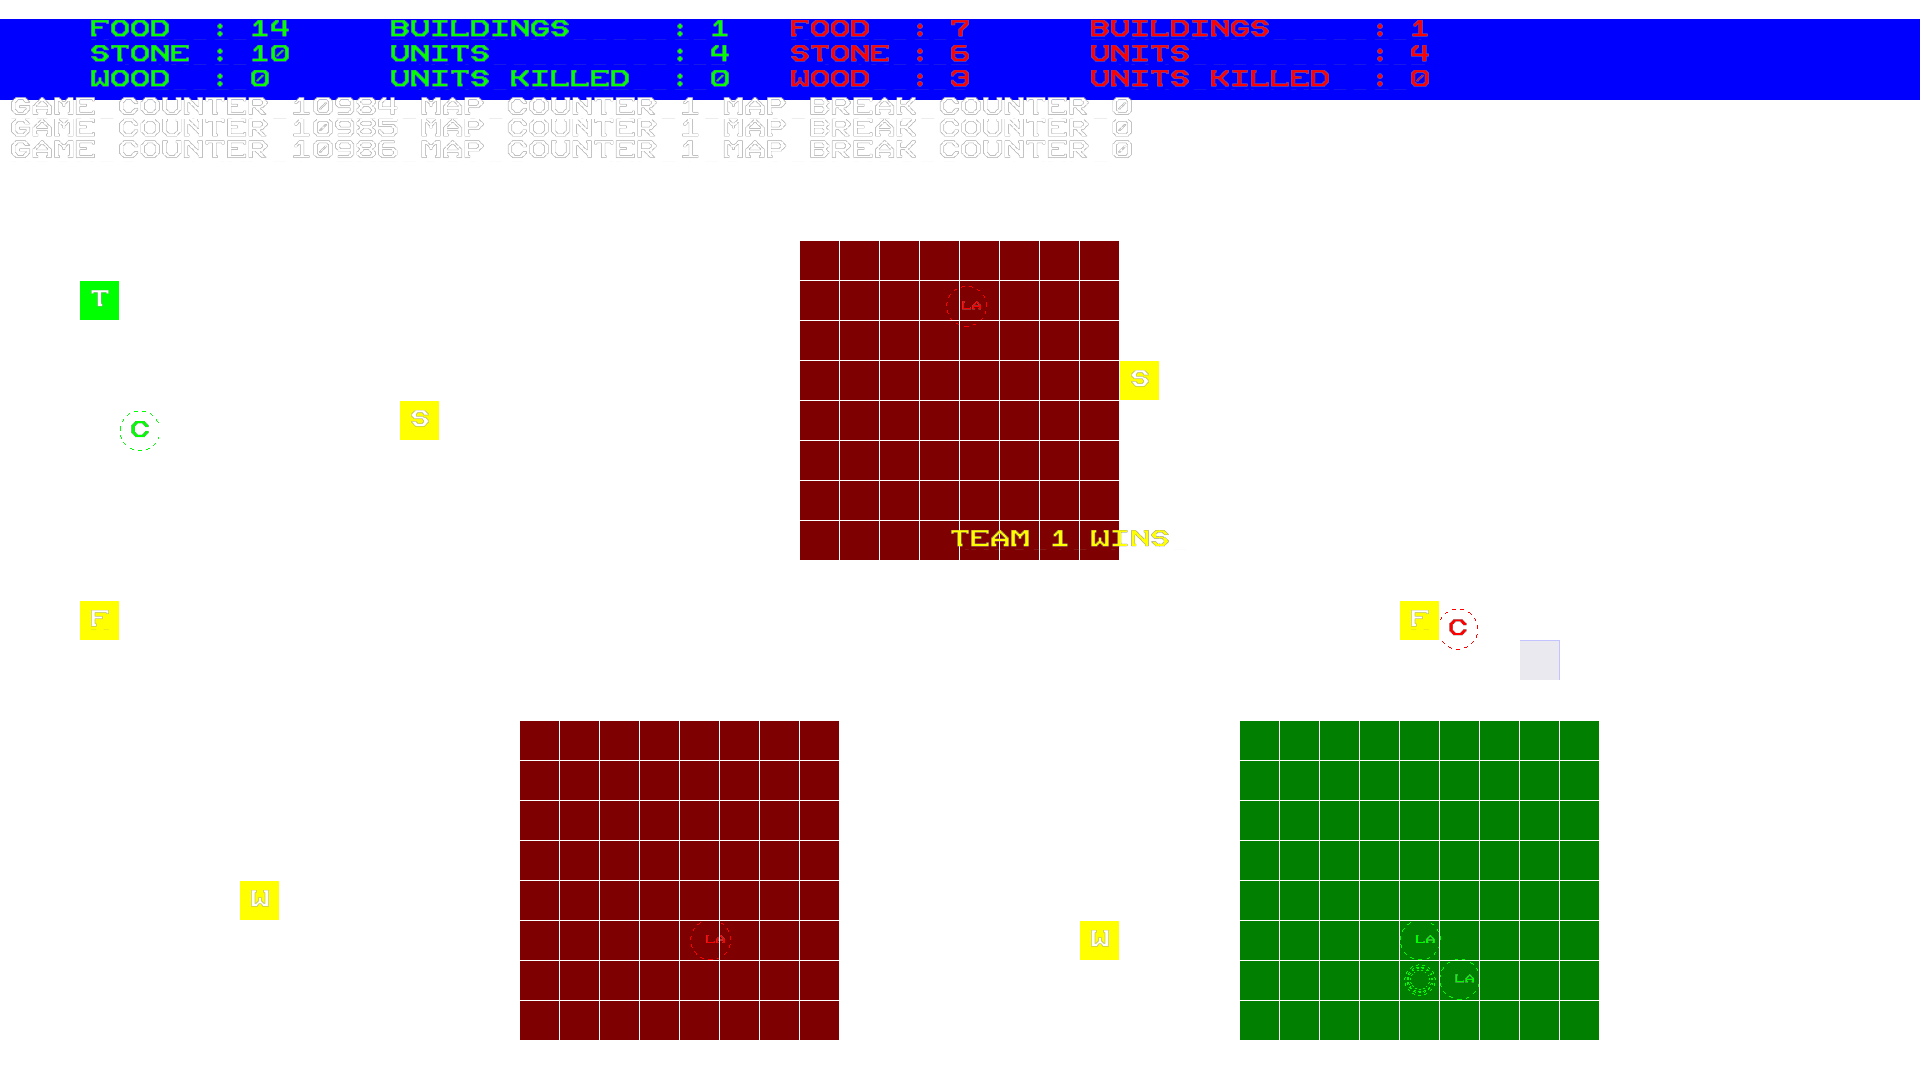 FOOD : 14 BUILDINGS : 1 FOOD : 7 BUILDINGS : 1
STONE : 10 UNITS : 4 STONE : 6 UNITS : 4
WOOD : 0 UNITS KILLED : 0 WOOD : 3 UNITS KILLED : 0
GAME COUNTER 10984 MAP COUNTER 1 MAP BREAK COUNTER 0
GAME COUNTER 10985 MAP COUNTER 1 MAP BREAK COUNTER 0
GAME COUNTER 10986 MAP COUNTER 1 MAP BREAK COUNTER 0
T
LA
S
S
C
TEAM 1 WINS
F
F
C
W
W
LA
LA
LA